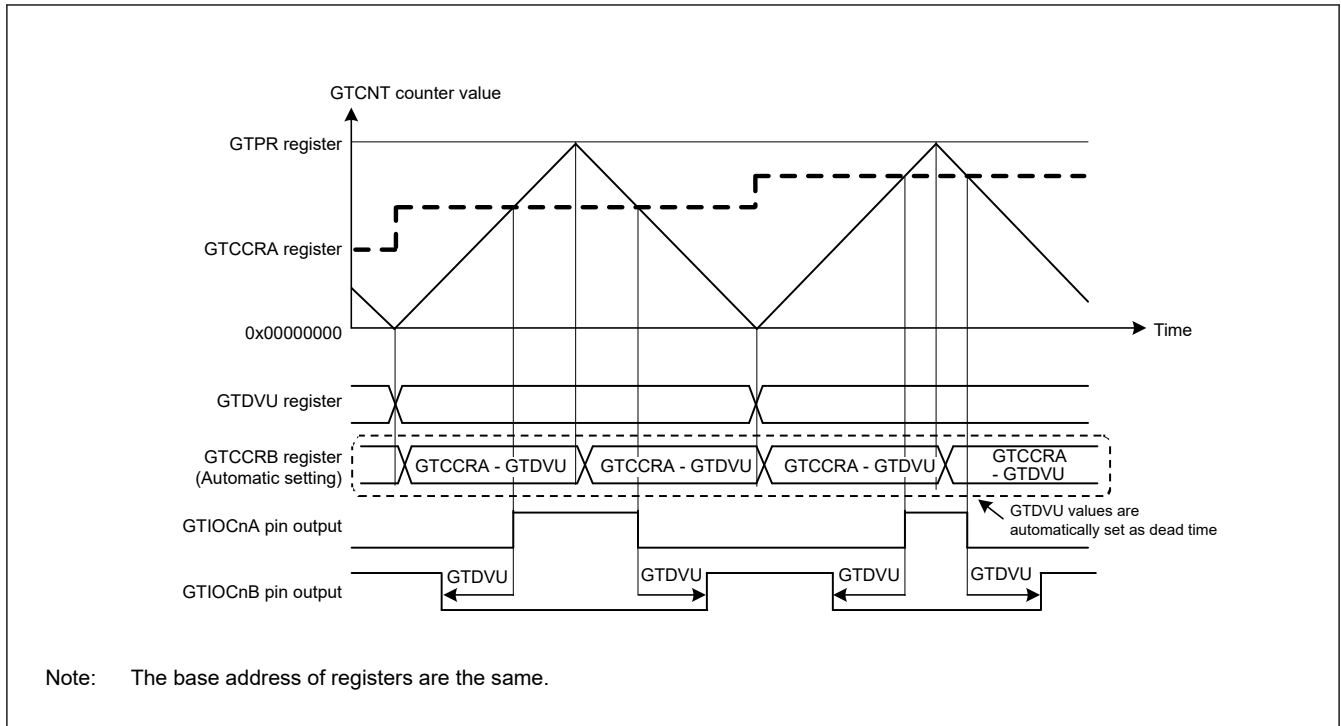 GTCNT counter value
GTPR register
GTCCRA register
0x00000000
Time
GTDVU register
GTCCRB register
(Automatic setting)
GTCCRA - GTDVU
GTCCRA - GTDVU
GTCCRA - GTDVU
GTCCRA
- GTDVU
GTDVU values are
automatically set as dead time
GTIOCnA pin output
GTIOCnB pin output
GTDVU
GTDVU
GTDVU
GTDVU
Note: The base address of registers are the same.